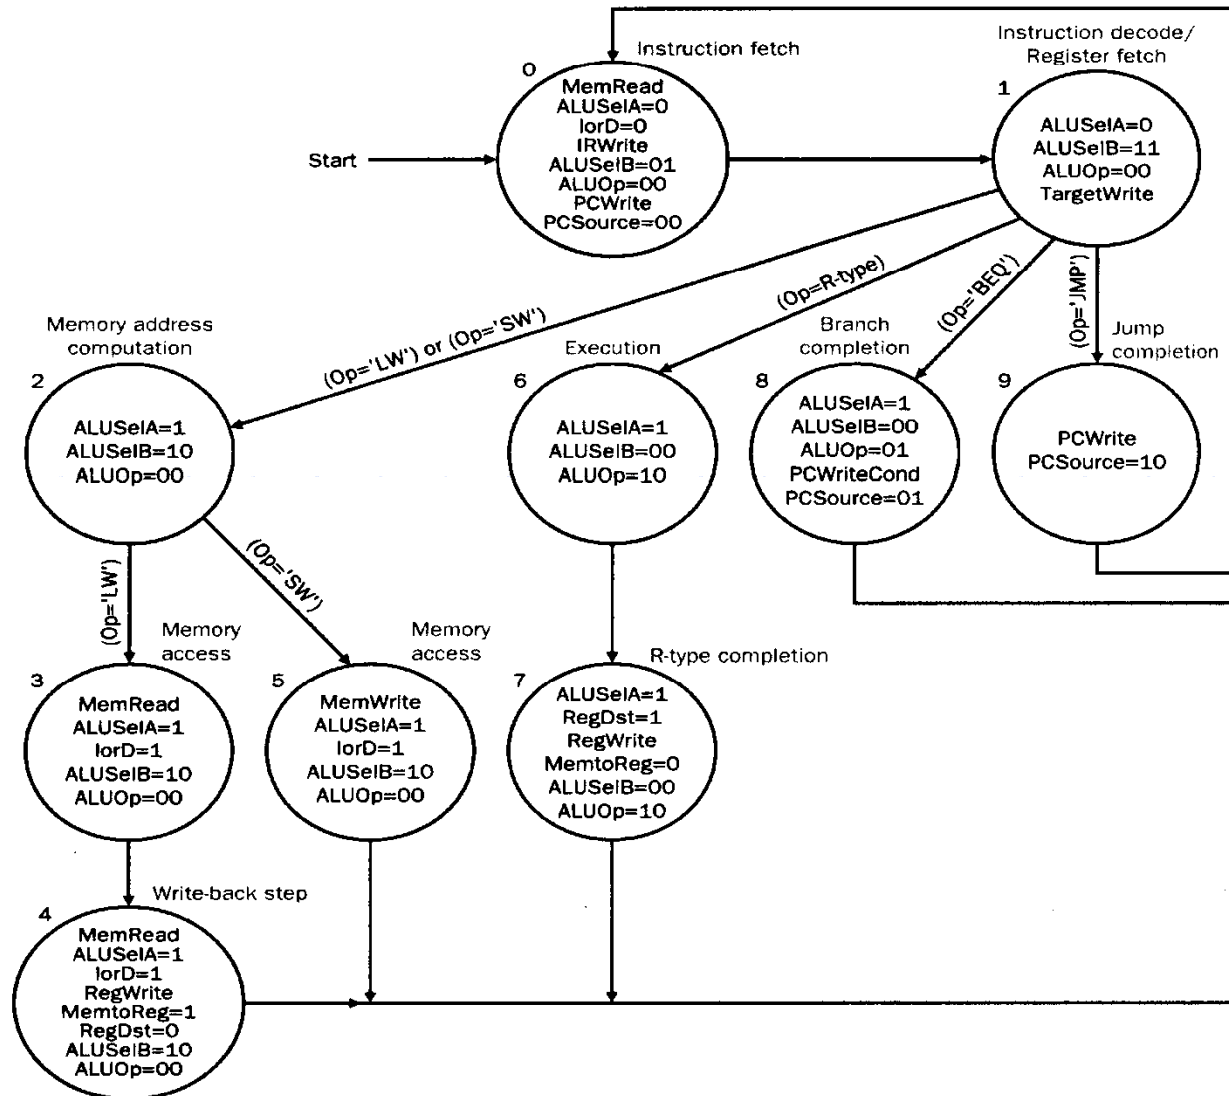 Instruction fetch
0
MemRead
ALUSelA=0
IorD=0
IRWrite
ALUSelB=01
ALUOp=00
PCWrite
PCSource=00
Start
Instruction decode/
Register fetch
1
ALUSelA=0
ALUSelB=11
ALUOp=00
TargetWrite
(Op='LW') or (Op='SW')
(Op=R-type)
(Op='BEQ')
(Op='JMP')
Memory address
computation
2
ALUSelA=1
ALUSelB=10
ALUOp=00
Execution
6
ALUSelA=1
ALUSelB=00
ALUOp=10
Branch
completion
8
ALUSelA=1
ALUSelB=00
ALUOp=01
PCWriteCond
PCSource=01
Jump
completion
9
PCWrite
PCSource=10
(Op='LW')
(Op='SW')
Memory
access
3
MemRead
ALUSelA=1
IorD=1
ALUSelB=10
ALUOp=00
Memory
access
5
MemWrite
ALUSelA=1
IorD=1
ALUSelB=10
ALUOp=00
R-type completion
7
ALUSelA=1
RegDst=1
RegWrite
MemtoReg=0
ALUSelB=00
ALUOp=10
Write-back step
4
MemRead
ALUSelA=1
IorD=1
RegWrite
MemtoReg=1
RegDst=0
ALUSelB=10
ALUOp=00